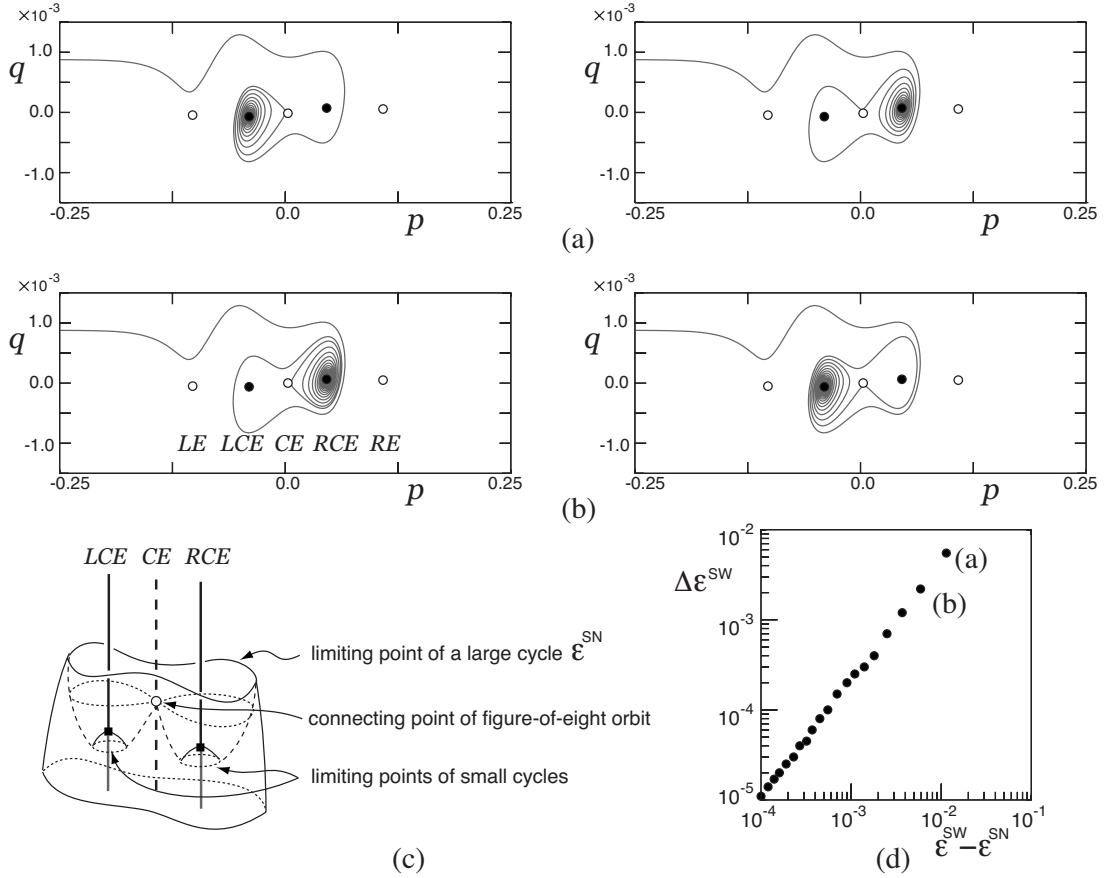 ×10⁻³
1.0
q
0.0
-1.0
-0.25 0.0 p 0.25
×10⁻³
1.0
q
0.0
-1.0
-0.25 0.0 p 0.25
(a)
×10⁻³
1.0
q
0.0
-1.0
LE LCE CE RCE RE
-0.25 0.0 p 0.25
×10⁻³
1.0
q
0.0
-1.0
-0.25 0.0 p 0.25
(b)
LCE CE RCE
limiting point of a large cycle ε^SN
connecting point of figure-of-eight orbit
limiting points of small cycles
(c)
10⁻²
(a)
Δε^SW
(b)
10⁻³
10⁻⁴
10⁻⁵
10⁻⁴ 10⁻³ 10⁻² 10⁻¹
ε^SW−ε^SN
(d)